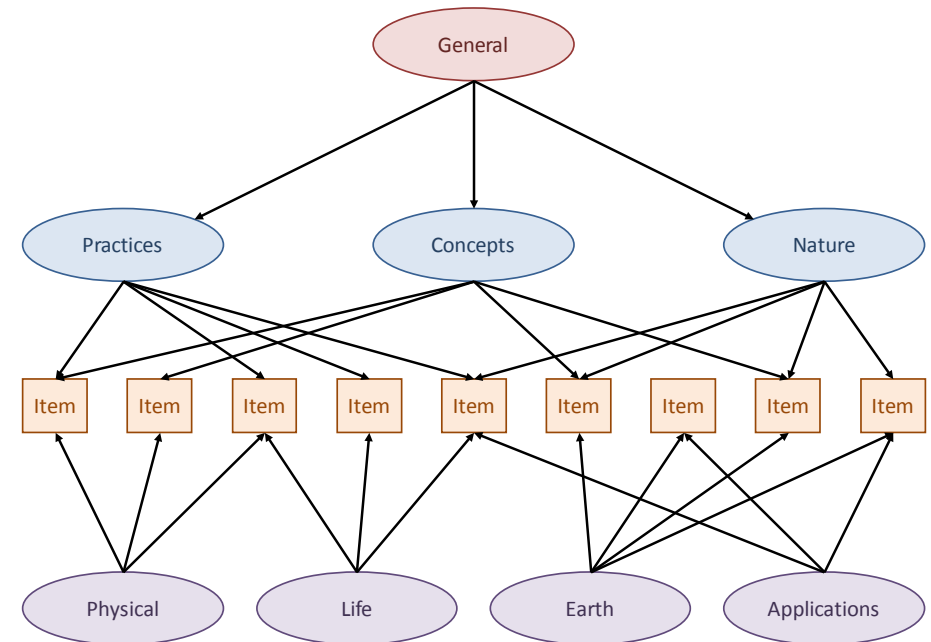 General
Practices
Concepts
Nature
Item
Item
Item
Item
Item
Item
Item
Item
Item
Physical
Life
Earth
Applications